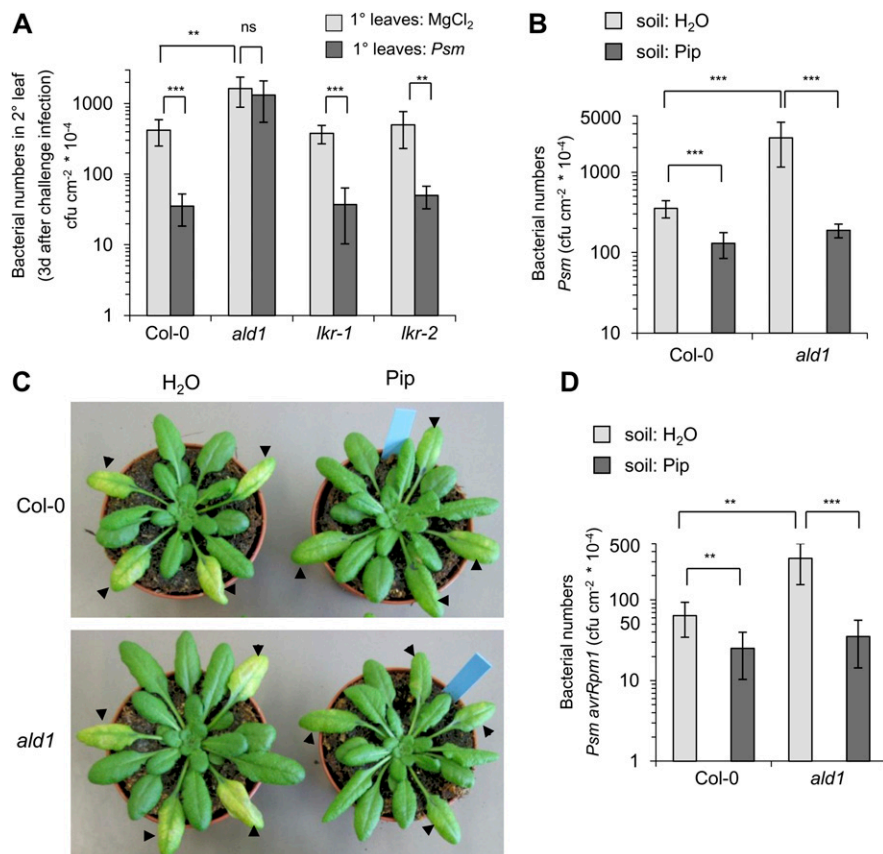 A
1° leaves: MgCl₂
1° leaves: Psm
Bacterial numbers in 2° leaf
(3d after challenge infection)
cfu cm⁻² * 10⁻⁴
1000
100
10
1
** ns
*** *** **
Col-0 ald1 lkr-1 lkr-2
B
soil: H₂O
soil: Pip
Bacterial numbers
Psm (cfu cm⁻² * 10⁻⁴)
5000
1000
100
10
*** ***
***
Col-0 ald1
C
H₂O Pip
Col-0
ald1
D
soil: H₂O
soil: Pip
Bacterial numbers
Psm avrRpm1 (cfu cm⁻² * 10⁻⁴)
500
100
50
10
1
** ***
**
Col-0 ald1